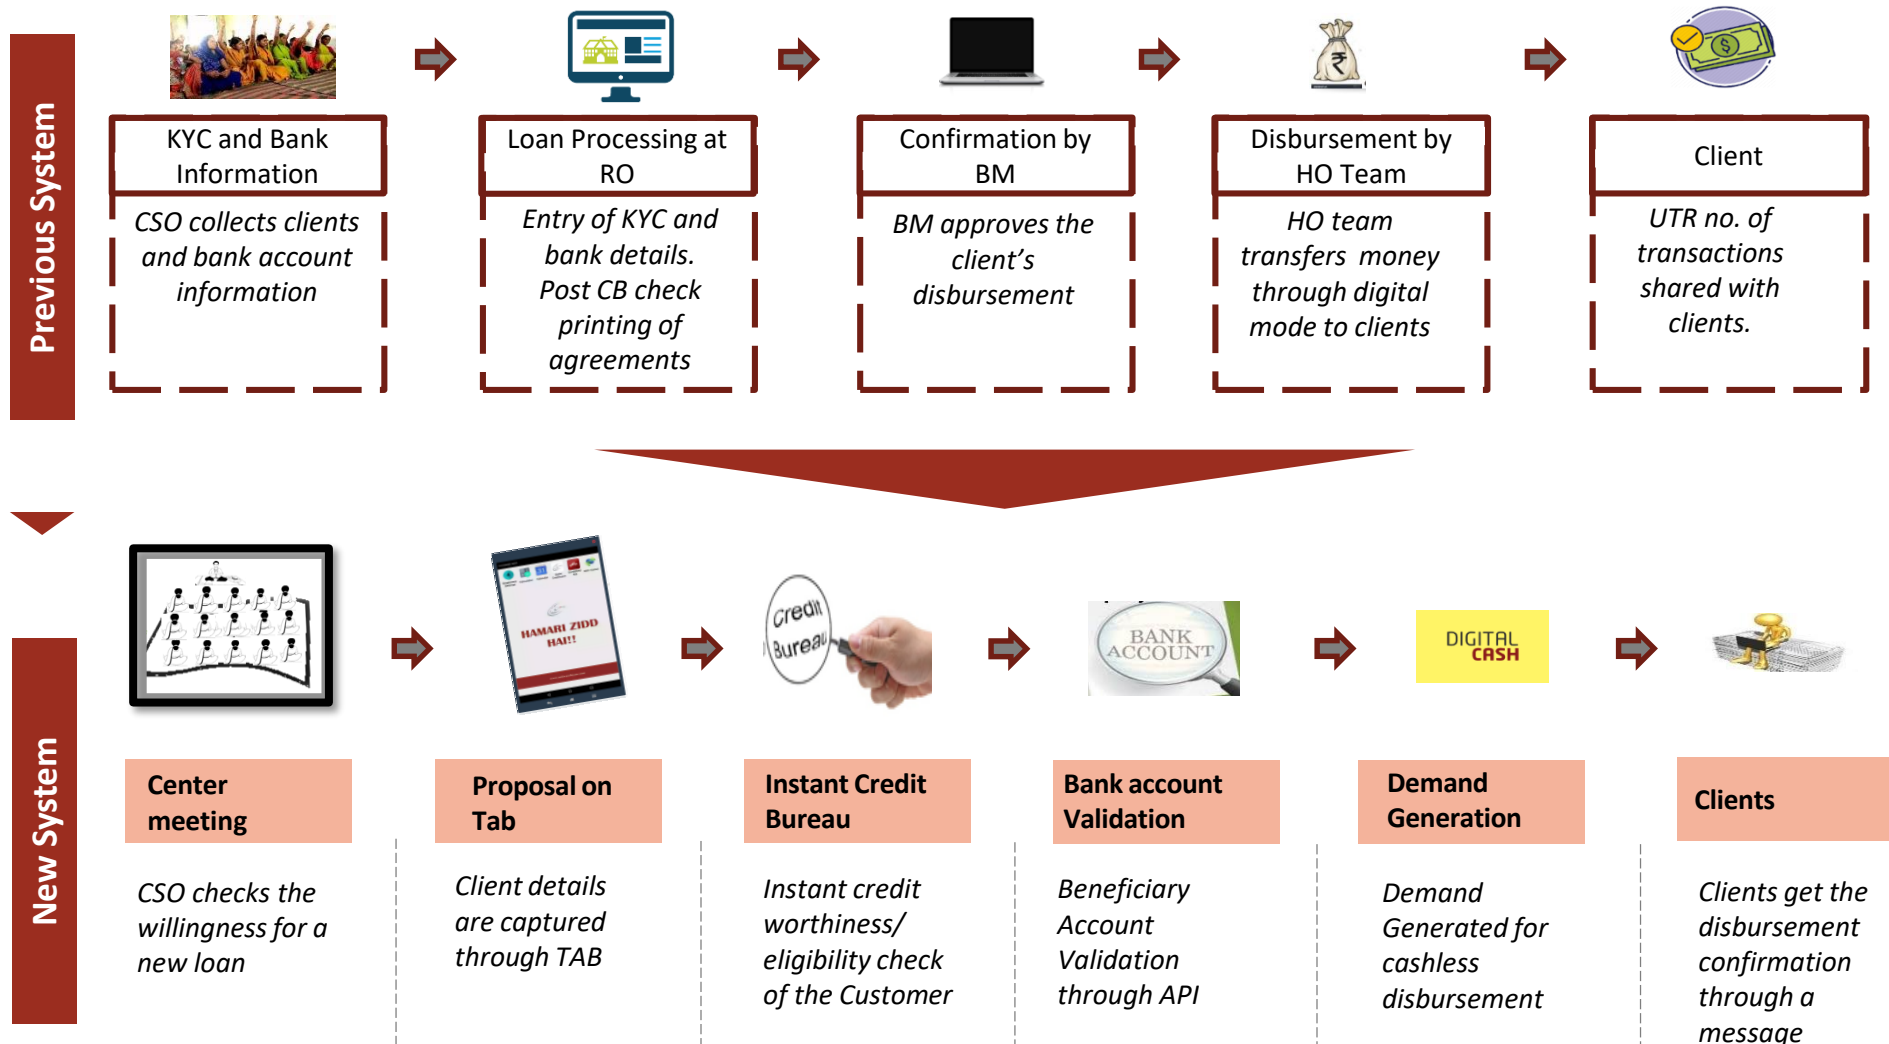 Previous System
KYC and Bank
Information
CSO collects clients
and bank account
information
Loan Processing at
RO
Entry of KYC and
bank details.
Post CB check
printing of
agreements
Confirmation by
BM
BM approves the
client's
disbursement
Disbursement by
HO Team
HO team
transfers money
through digital
mode to clients
Client
UTR no. of
transactions
shared with
clients.
New System
HAMARI ZIDD
HAI!!
Credit
Bureau
BANK
ACCOUNT
DIGITAL
CASH
Center
meeting
CSO checks the
willingness for a
new loan
Proposal on
Tab
Client details
are captured
through TAB
Instant Credit
Bureau
Instant credit
worthiness/
eligibility check
of the Customer
Bank account
Validation
Beneficiary
Account
Validation
through API
Demand
Generation
Demand
Generated for
cashless
disbursement
Clients
Clients get the
disbursement
confirmation
through a
message